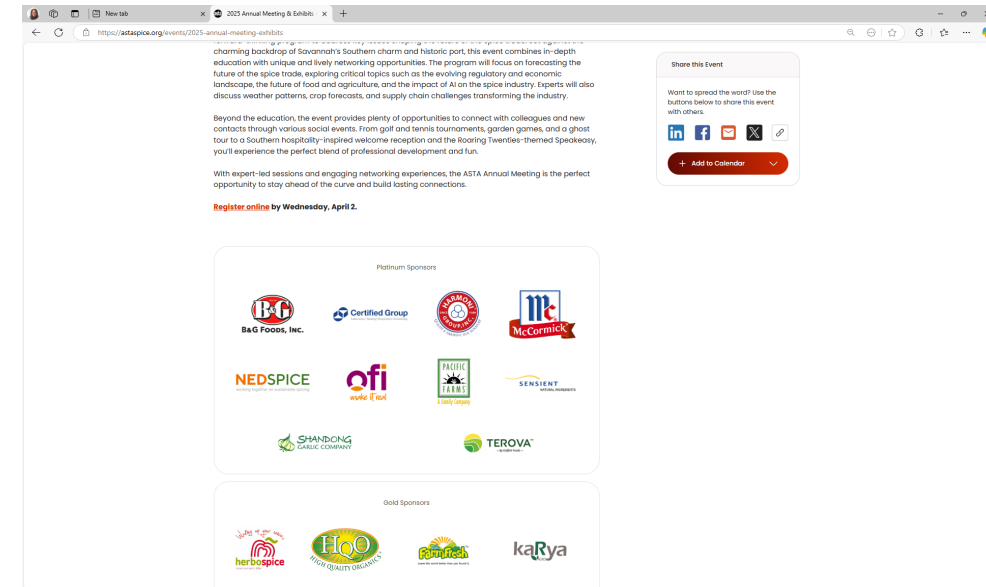 New tab
2025 Annual Meeting & Exhibits
https://astaspice.org/events/2025-annual-meeting-exhibits
charming backdrop of Savannah's Southern charm and historic port, this event combines in-depth
education with unique and lively networking opportunities. The program will focus on forecasting the
future of the spice trade, exploring critical topics such as the evolving regulatory and economic
landscape, the future of food and agriculture, and the impact of AI on the spice industry. Experts will also
discuss weather patterns, crop forecasts, and supply chain challenges transforming the industry.
Beyond the education, the event provides plenty of opportunities to connect with colleagues and new
contacts through various social events. From golf and tennis tournaments, garden games, and a ghost
tour to a Southern hospitality-inspired welcome reception and the Roaring Twenties-themed Speakeasy,
you'll experience the perfect blend of professional development and fun.
With expert-led sessions and engaging networking experiences, the ASTA Annual Meeting is the perfect
opportunity to stay ahead of the curve and build lasting connections.
Register online by Wednesday, April 2.
Share this Event
Want to spread the word? Use the
buttons below to share this event
with others.
in f X
+ Add to Calendar
Platinum Sponsors
B&G
B&G FOODS, INC.
Certified Group
HARMONI
GROUP, INC.
Mc
McCormick
NEDSPICE
ofi
make it real
PACIFIC
FARMS
A Family Company
SENSIENT
NATURAL INGREDIENTS
SHANDONG
GARLIC COMPANY
TEROVA
Gold Sponsors
herbospice
HQO
HIGH QUALITY ORGANICS
FarmFresh
kaRya